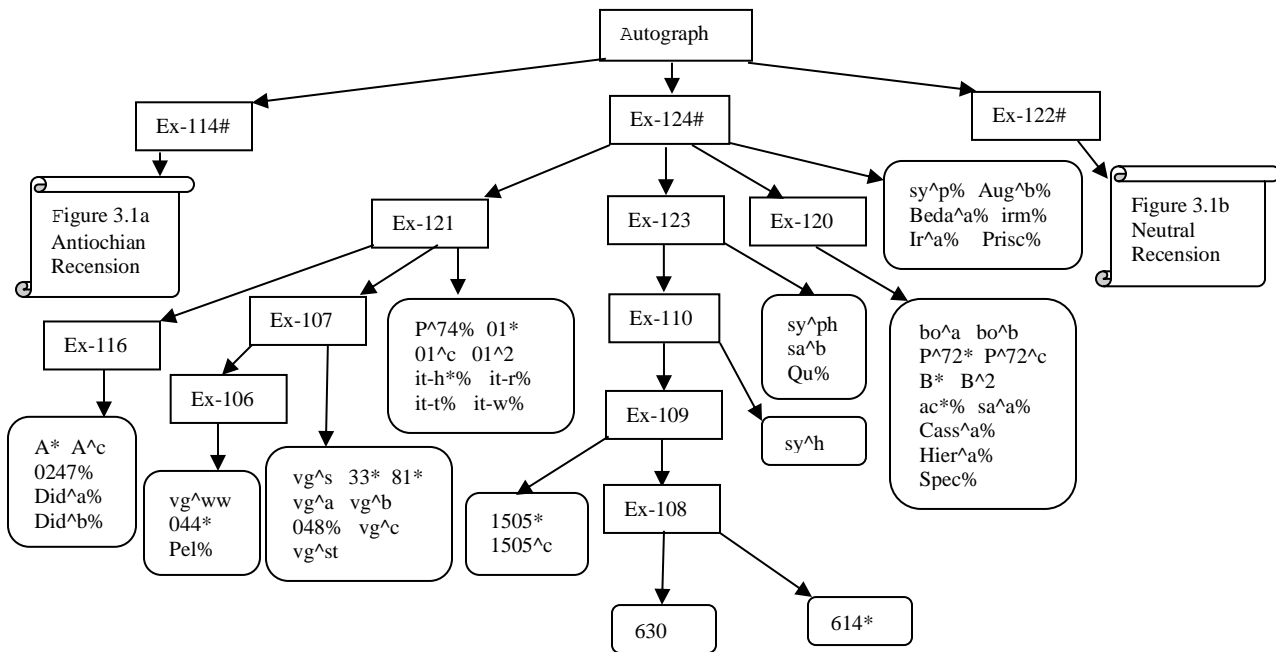 Autograph
Ex-114#
Ex-124#
Ex-122#
Figure 3.1a
Antiochian
Recension
Ex-121
Ex-123
Ex-120
sy^p% Aug^b%
Beda^a% irm%
Ir^a% Prisc%
Figure 3.1b
Neutral
Recension
Ex-116
Ex-107
P^74% 01*
01^c 01^2
it-h*% it-r%
it-t% it-w%
Ex-110
sy^ph
sa^b
Qu%
bo^a bo^b
P^72* P^72^c
B* B^2
ac*% sa^a%
Cass^a%
Hier^a%
Spec%
Ex-106
Ex-109
sy^h
A* A^c
0247%
Did^a%
Did^b%
vg^ww
044*
Pel%
vg^s 33* 81*
vg^a vg^b
048% vg^c
vg^st
1505*
1505^c
Ex-108
630
614*